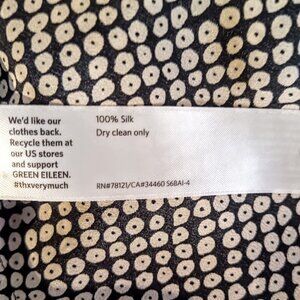 We'd like our
clothes back.
Recycle them at
our US stores
and support
GREEN EILEEN.
#thxverymuch
100% Silk
Dry clean only
RN#78121/CA#34460 S6BAI-4